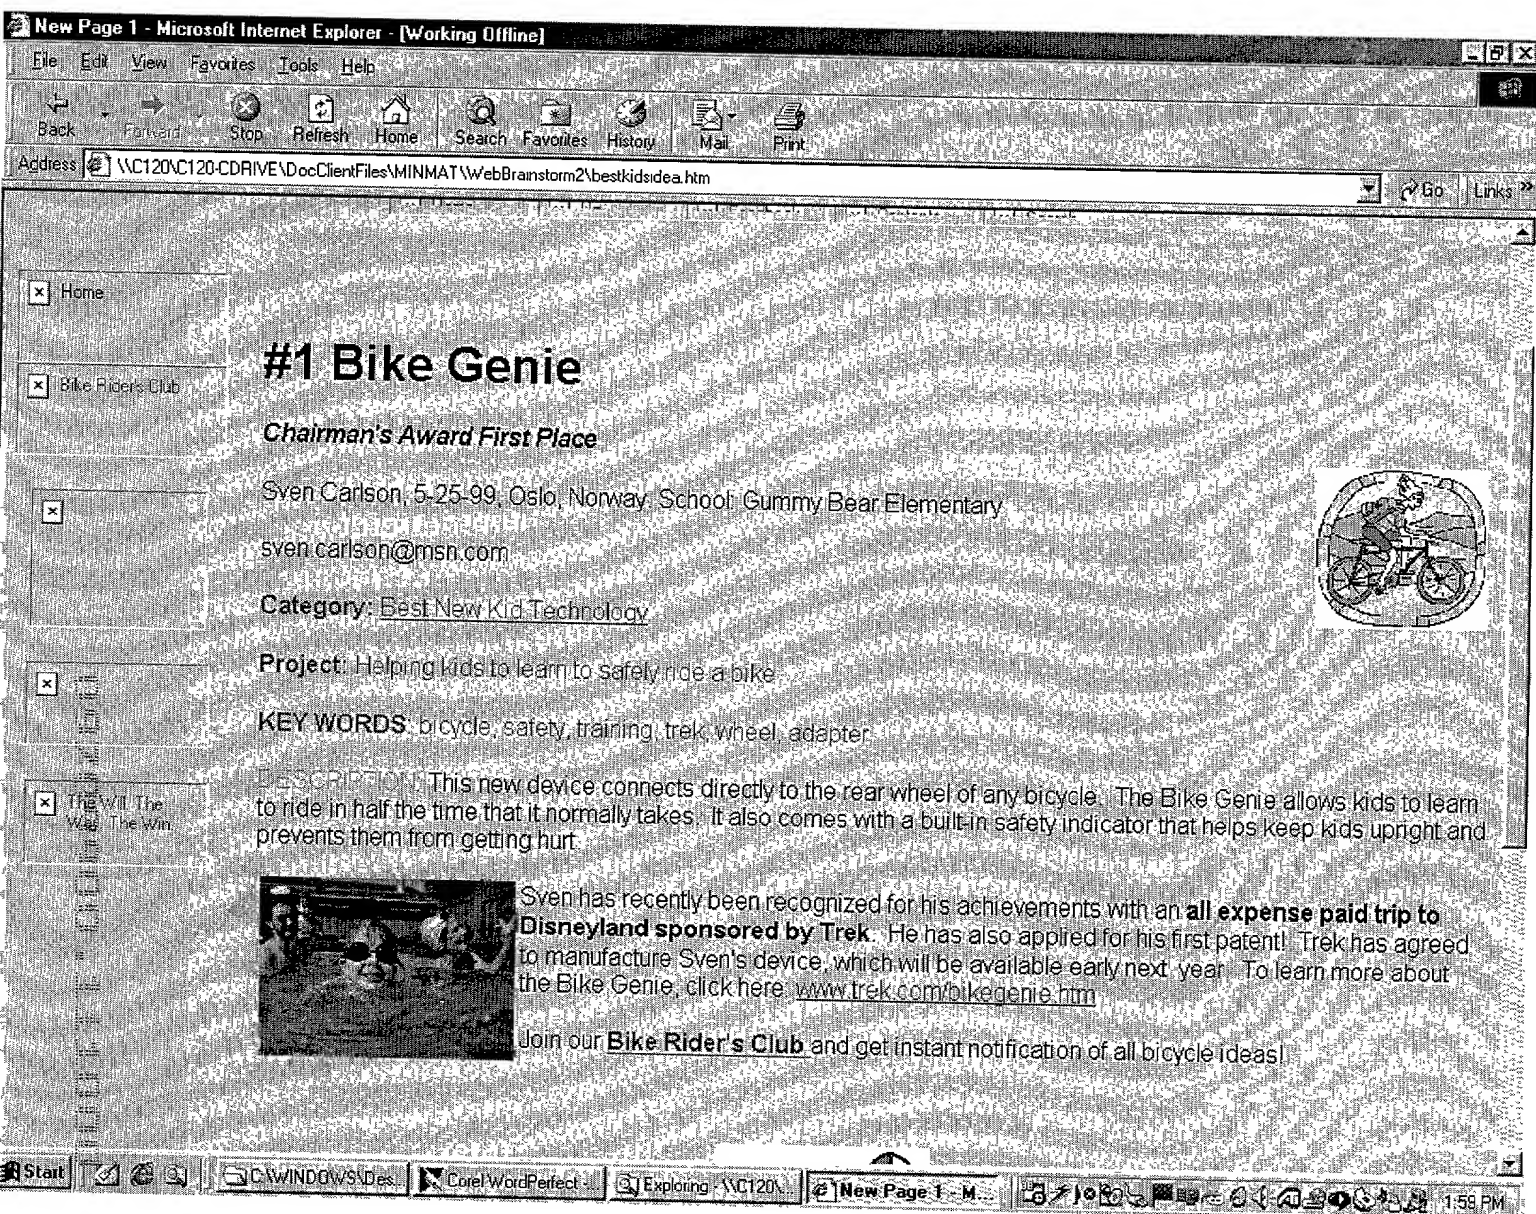 New Page 1 - Microsoft Internet Explorer - [Working Offline]
File Edit View Favorites Tools Help
Back Forward Stop Refresh Home Search Favorites History Mail Print
Address \\C120\C120-CDRIVE\DocClientFiles\MINMAT\WebBrainstorm2\bestkidsidea.htm Go Links »
Home
Bike Rider's Club
The Will. The
Way. The Win.
#1 Bike Genie
Chairman's Award First Place
Sven Carlson, 5-25-99, Oslo, Norway. School: Gummy Bear Elementary
sven.carlson@msn.com
Category: Best New Kid Technology
Project: Helping kids to learn to safely ride a bike
KEY WORDS: bicycle, safety, training, trek, wheel, adapter
DESCRIPTION: This new device connects directly to the rear wheel of any bicycle. The Bike Genie allows kids to learn
to ride in half the time that it normally takes. It also comes with a built-in safety indicator that helps keep kids upright and
prevents them from getting hurt.
Sven has recently been recognized for his achievements with an all expense paid trip to
Disneyland sponsored by Trek. He has also applied for his first patent! Trek has agreed
to manufacture Sven's device, which will be available early next year. To learn more about
the Bike Genie, click here: www.trek.com/bikegenie.htm
Join our Bike Rider's Club and get instant notification of all bicycle ideas!
Start C:\WINDOWS\Des... Corel WordPerfect -... Exploring - \\C120\... New Page 1 - M... 1:59 PM